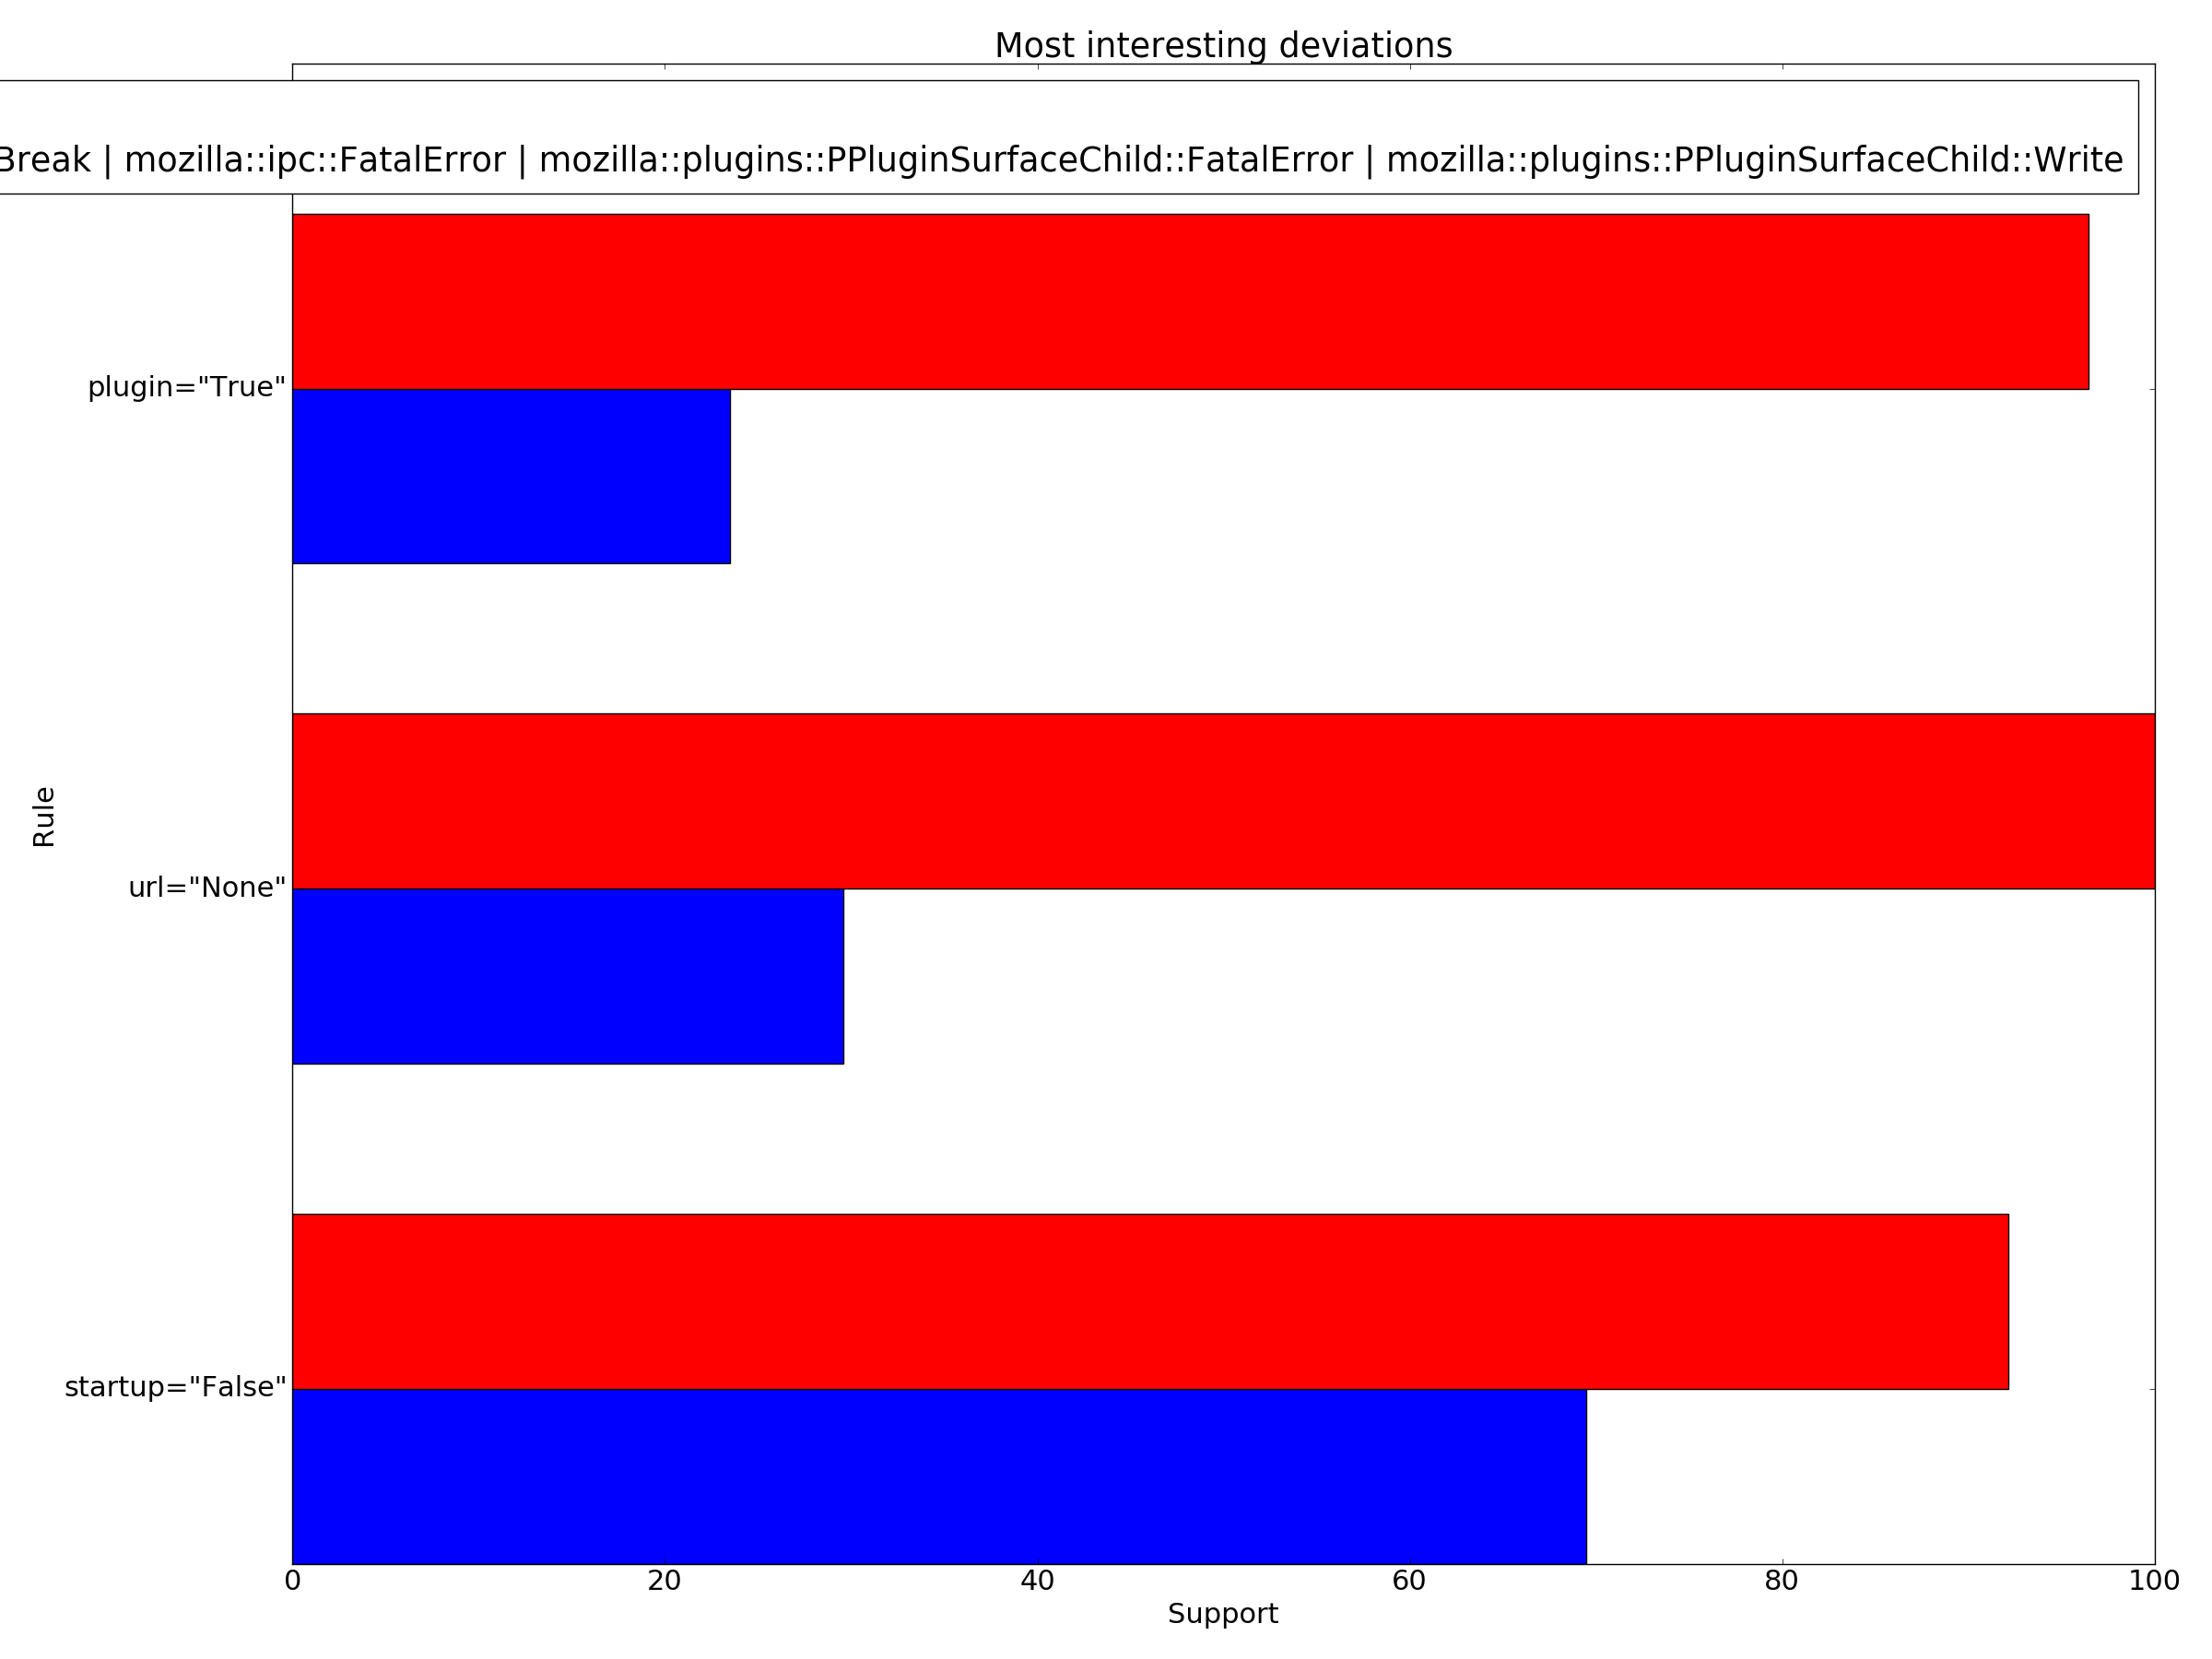 Most interesting deviations
Break | mozilla::ipc::FatalError | mozilla::plugins::PPluginSurfaceChild::FatalError | mozilla::plugins::PPluginSurfaceChild::Write
plugin="True"
url="None"
startup="False"
Rule
0 20 40 60 80 100
Support